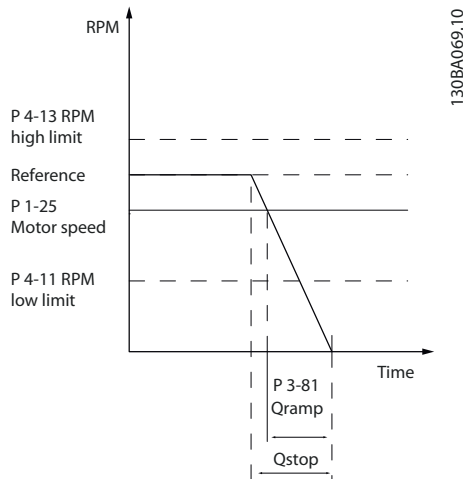 RPM
130BA069.10
P 4-13 RPM
high limit
Reference
P 1-25
Motor speed
P 4-11 RPM
low limit
Time
P 3-81
Qramp
Qstop